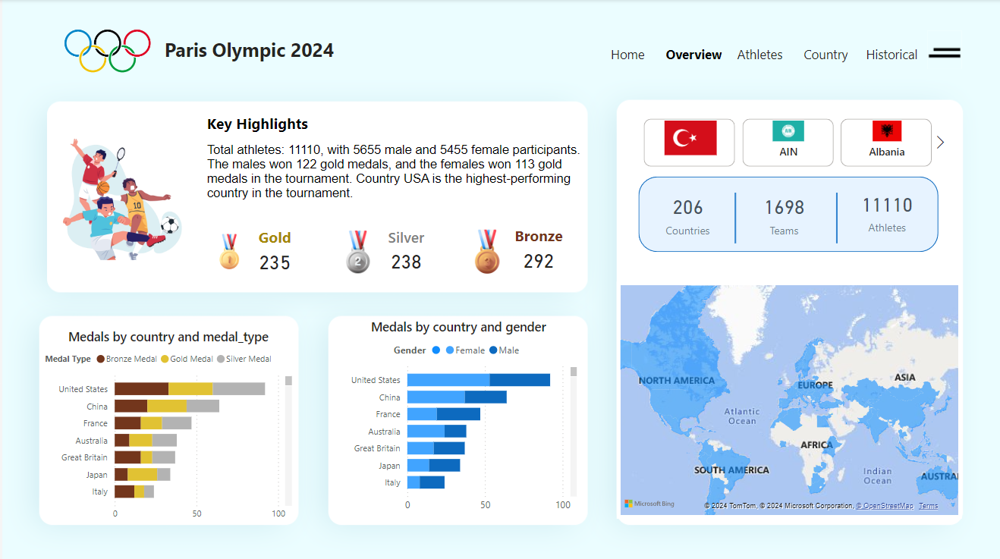 Paris Olympic 2024
Home Overview Athletes Country Historical
Key Highlights
Total athletes: 11110, with 5655 male and 5455 female participants.
The males won 122 gold medals, and the females won 113 gold
medals in the tournament. Country USA is the highest-performing
country in the tournament.
10
1
Gold
235
2
Silver
238
Bronze
292
AIN
AIN
Albania
206
Countries
1698
Teams
11110
Athletes
Medals by country and medal_type
Medal Type Bronze Medal Gold Medal Silver Medal
United States
China
France
Australia
Great Britain
Japan
Italy
0 50 100
Medals by country and gender
Gender Female Male
United States
China
France
Australia
Great Britain
Japan
Italy
0 50 100
NORTH AMERICA
EUROPE
ASIA
Atlantic
Ocean
AFRICA
SOUTH AMERICA
Indian
Ocean
AUSTRA
Microsoft Bing
© 2024 TomTom, © 2024 Microsoft Corporation, © OpenStreetMap Terms